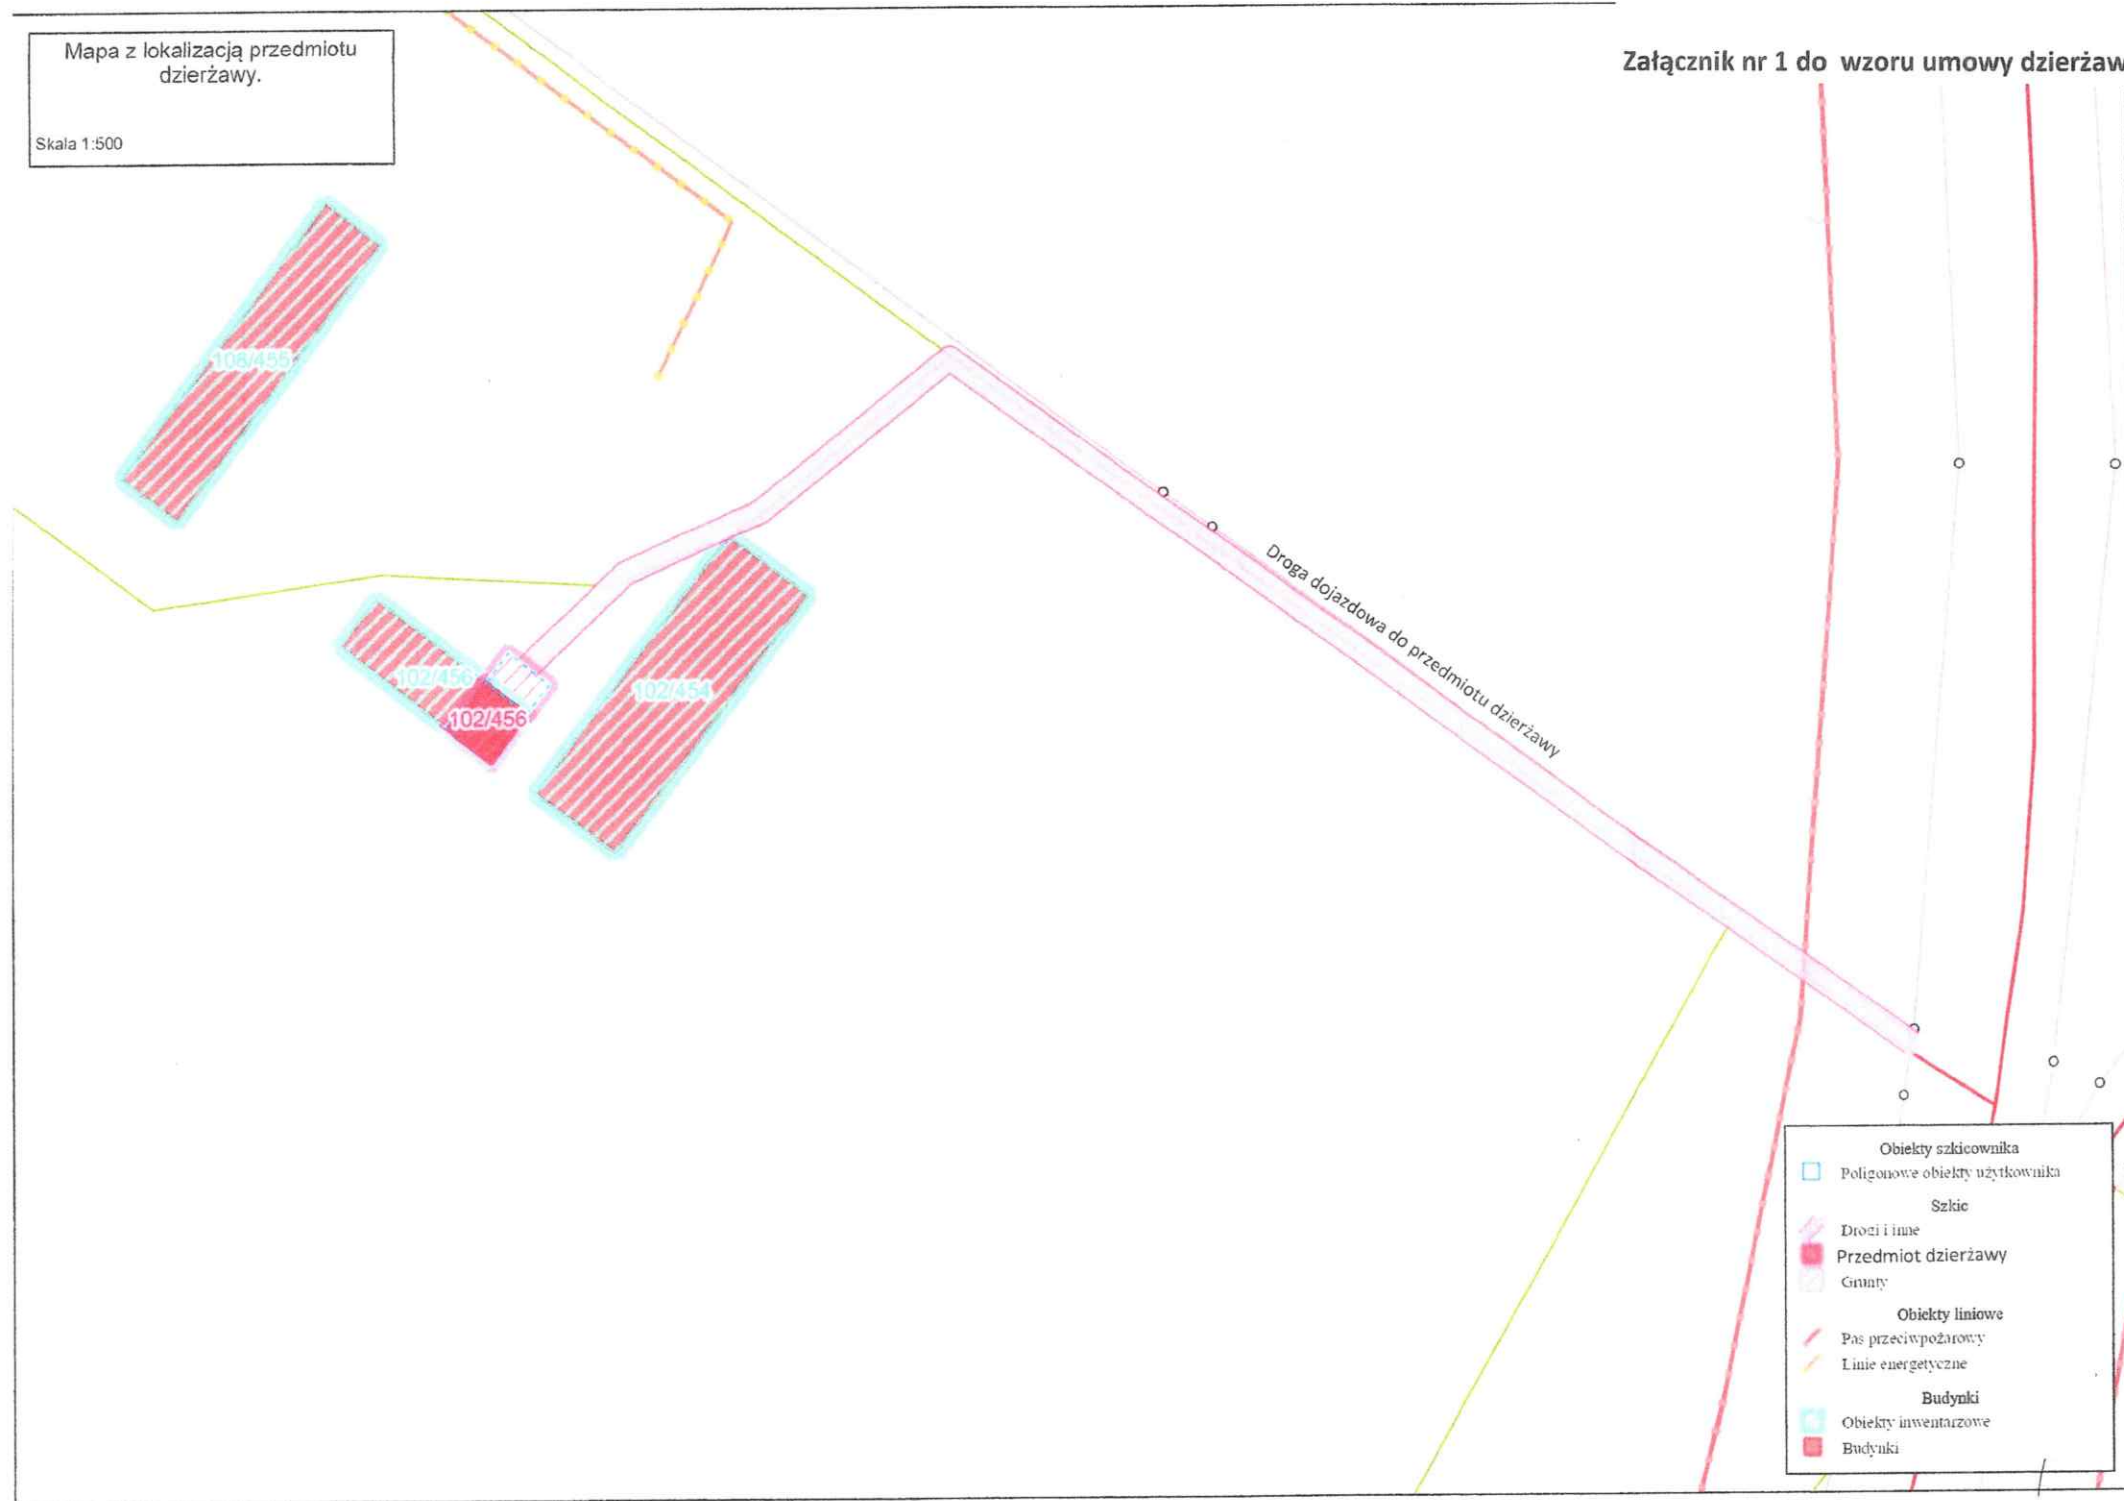 Mapa z lokalizacją przedmiotu
dzierżawy.
Skala 1:500
Załącznik nr 1 do wzoru umowy dzierżaw
108/455
102/456
102/456
102/454
Droga dojazdowa do przedmiotu dzierżawy
Obiekty szkicownika
Poligonowe obiekty użytkownika
Szkic
Drogi i inne
Przedmiot dzierżawy
Grunty
Obiekty liniowe
Pas przeciwpożarowy
Linie energetyczne
Budynki
Obiekty inwentarzowe
Budynki